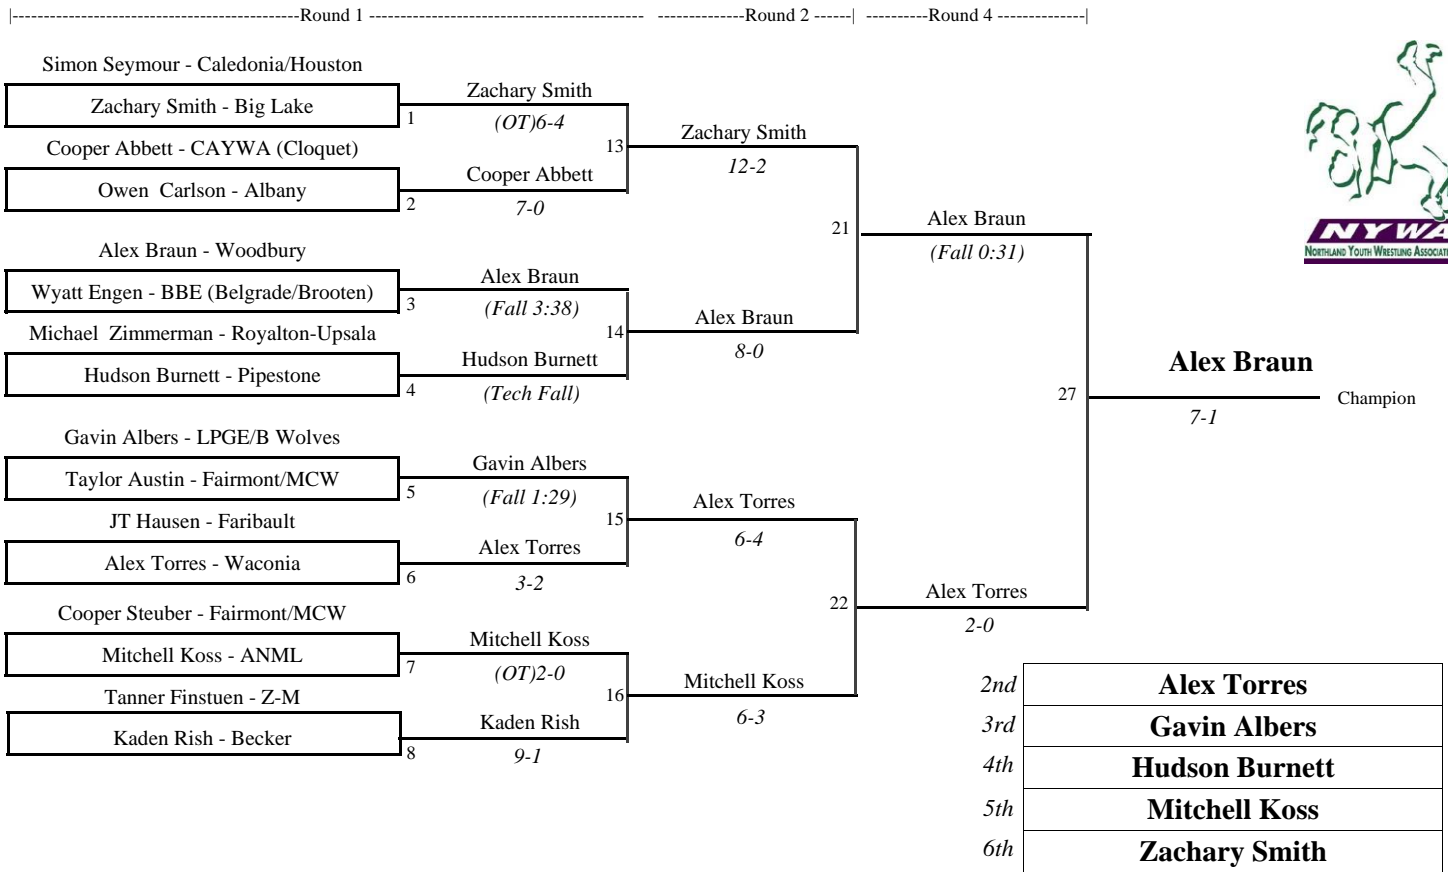 |--------------------------------------------Round 1 ------------------------------------------ -------------Round 2 ------| ----------Round 4 -------------|
Simon Seymour - Caledonia/Houston
Zachary Smith - Big Lake
1
Zachary Smith
(OT)6-4
Cooper Abbett - CAYWA (Cloquet)
Owen  Carlson - Albany
2
Cooper Abbett
7-0
13
Zachary Smith
12-2
Alex Braun - Woodbury
Wyatt Engen - BBE (Belgrade/Brooten)
3
Alex Braun
(Fall 3:38)
Michael  Zimmerman - Royalton-Upsala
Hudson Burnett - Pipestone
4
Hudson Burnett
(Tech Fall)
14
Alex Braun
8-0
21
Alex Braun
(Fall 0:31)
NYWA
NORTHLAND YOUTH WRESTLING
Gavin Albers - LPGE/B Wolves
Taylor Austin - Fairmont/MCW
5
Gavin Albers
(Fall 1:29)
JT Hausen - Faribault
Alex Torres - Waconia
6
Alex Torres
3-2
15
Alex Torres
6-4
Cooper Steuber - Fairmont/MCW
Mitchell Koss - ANML
7
Mitchell Koss
(OT)2-0
Tanner Finstuen - Z-M
Kaden Rish - Becker
8
Kaden Rish
9-1
16
Mitchell Koss
6-3
22
Alex Torres
2-0
27
Alex Braun
7-1
Champion
2nd Alex Torres
3rd Gavin Albers
4th Hudson Burnett
5th Mitchell Koss
6th Zachary Smith